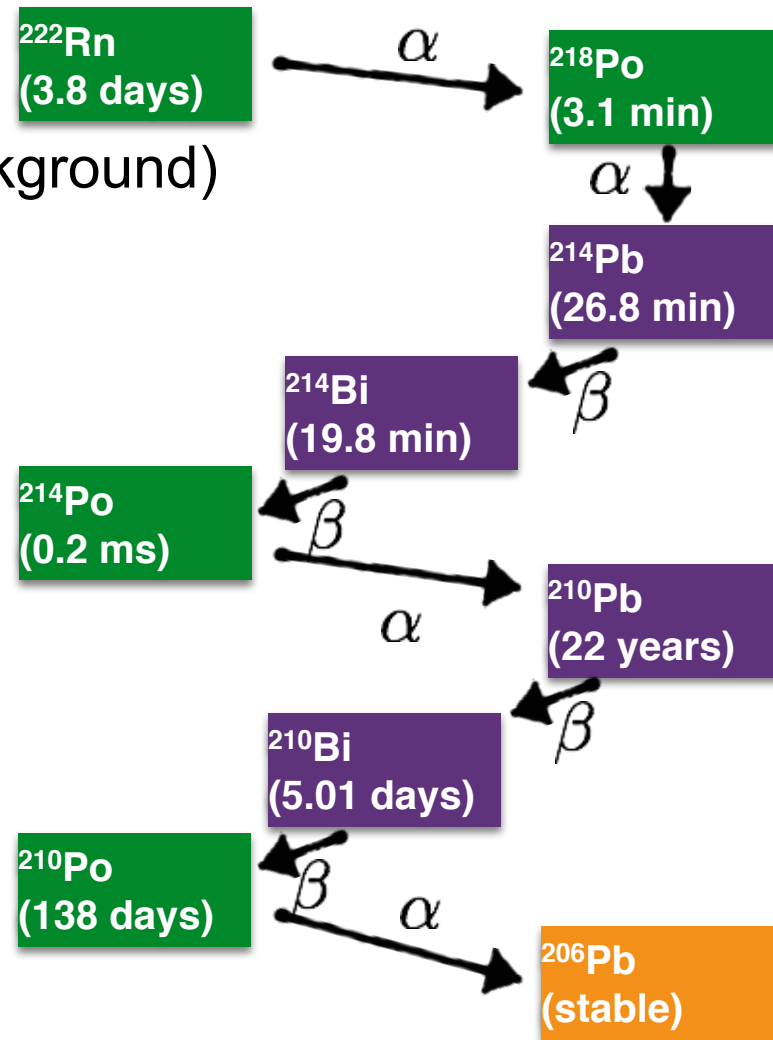 ²²²Rn
(3.8 days)
α
²¹⁸Po
(3.1 min)
kground)
α
²¹⁴Pb
(26.8 min)
β
²¹⁴Bi
(19.8 min)
β
²¹⁴Po
(0.2 ms)
α
²¹⁰Pb
(22 years)
β
²¹⁰Bi
(5.01 days)
β
²¹⁰Po
(138 days)
α
²⁰⁶Pb
(stable)